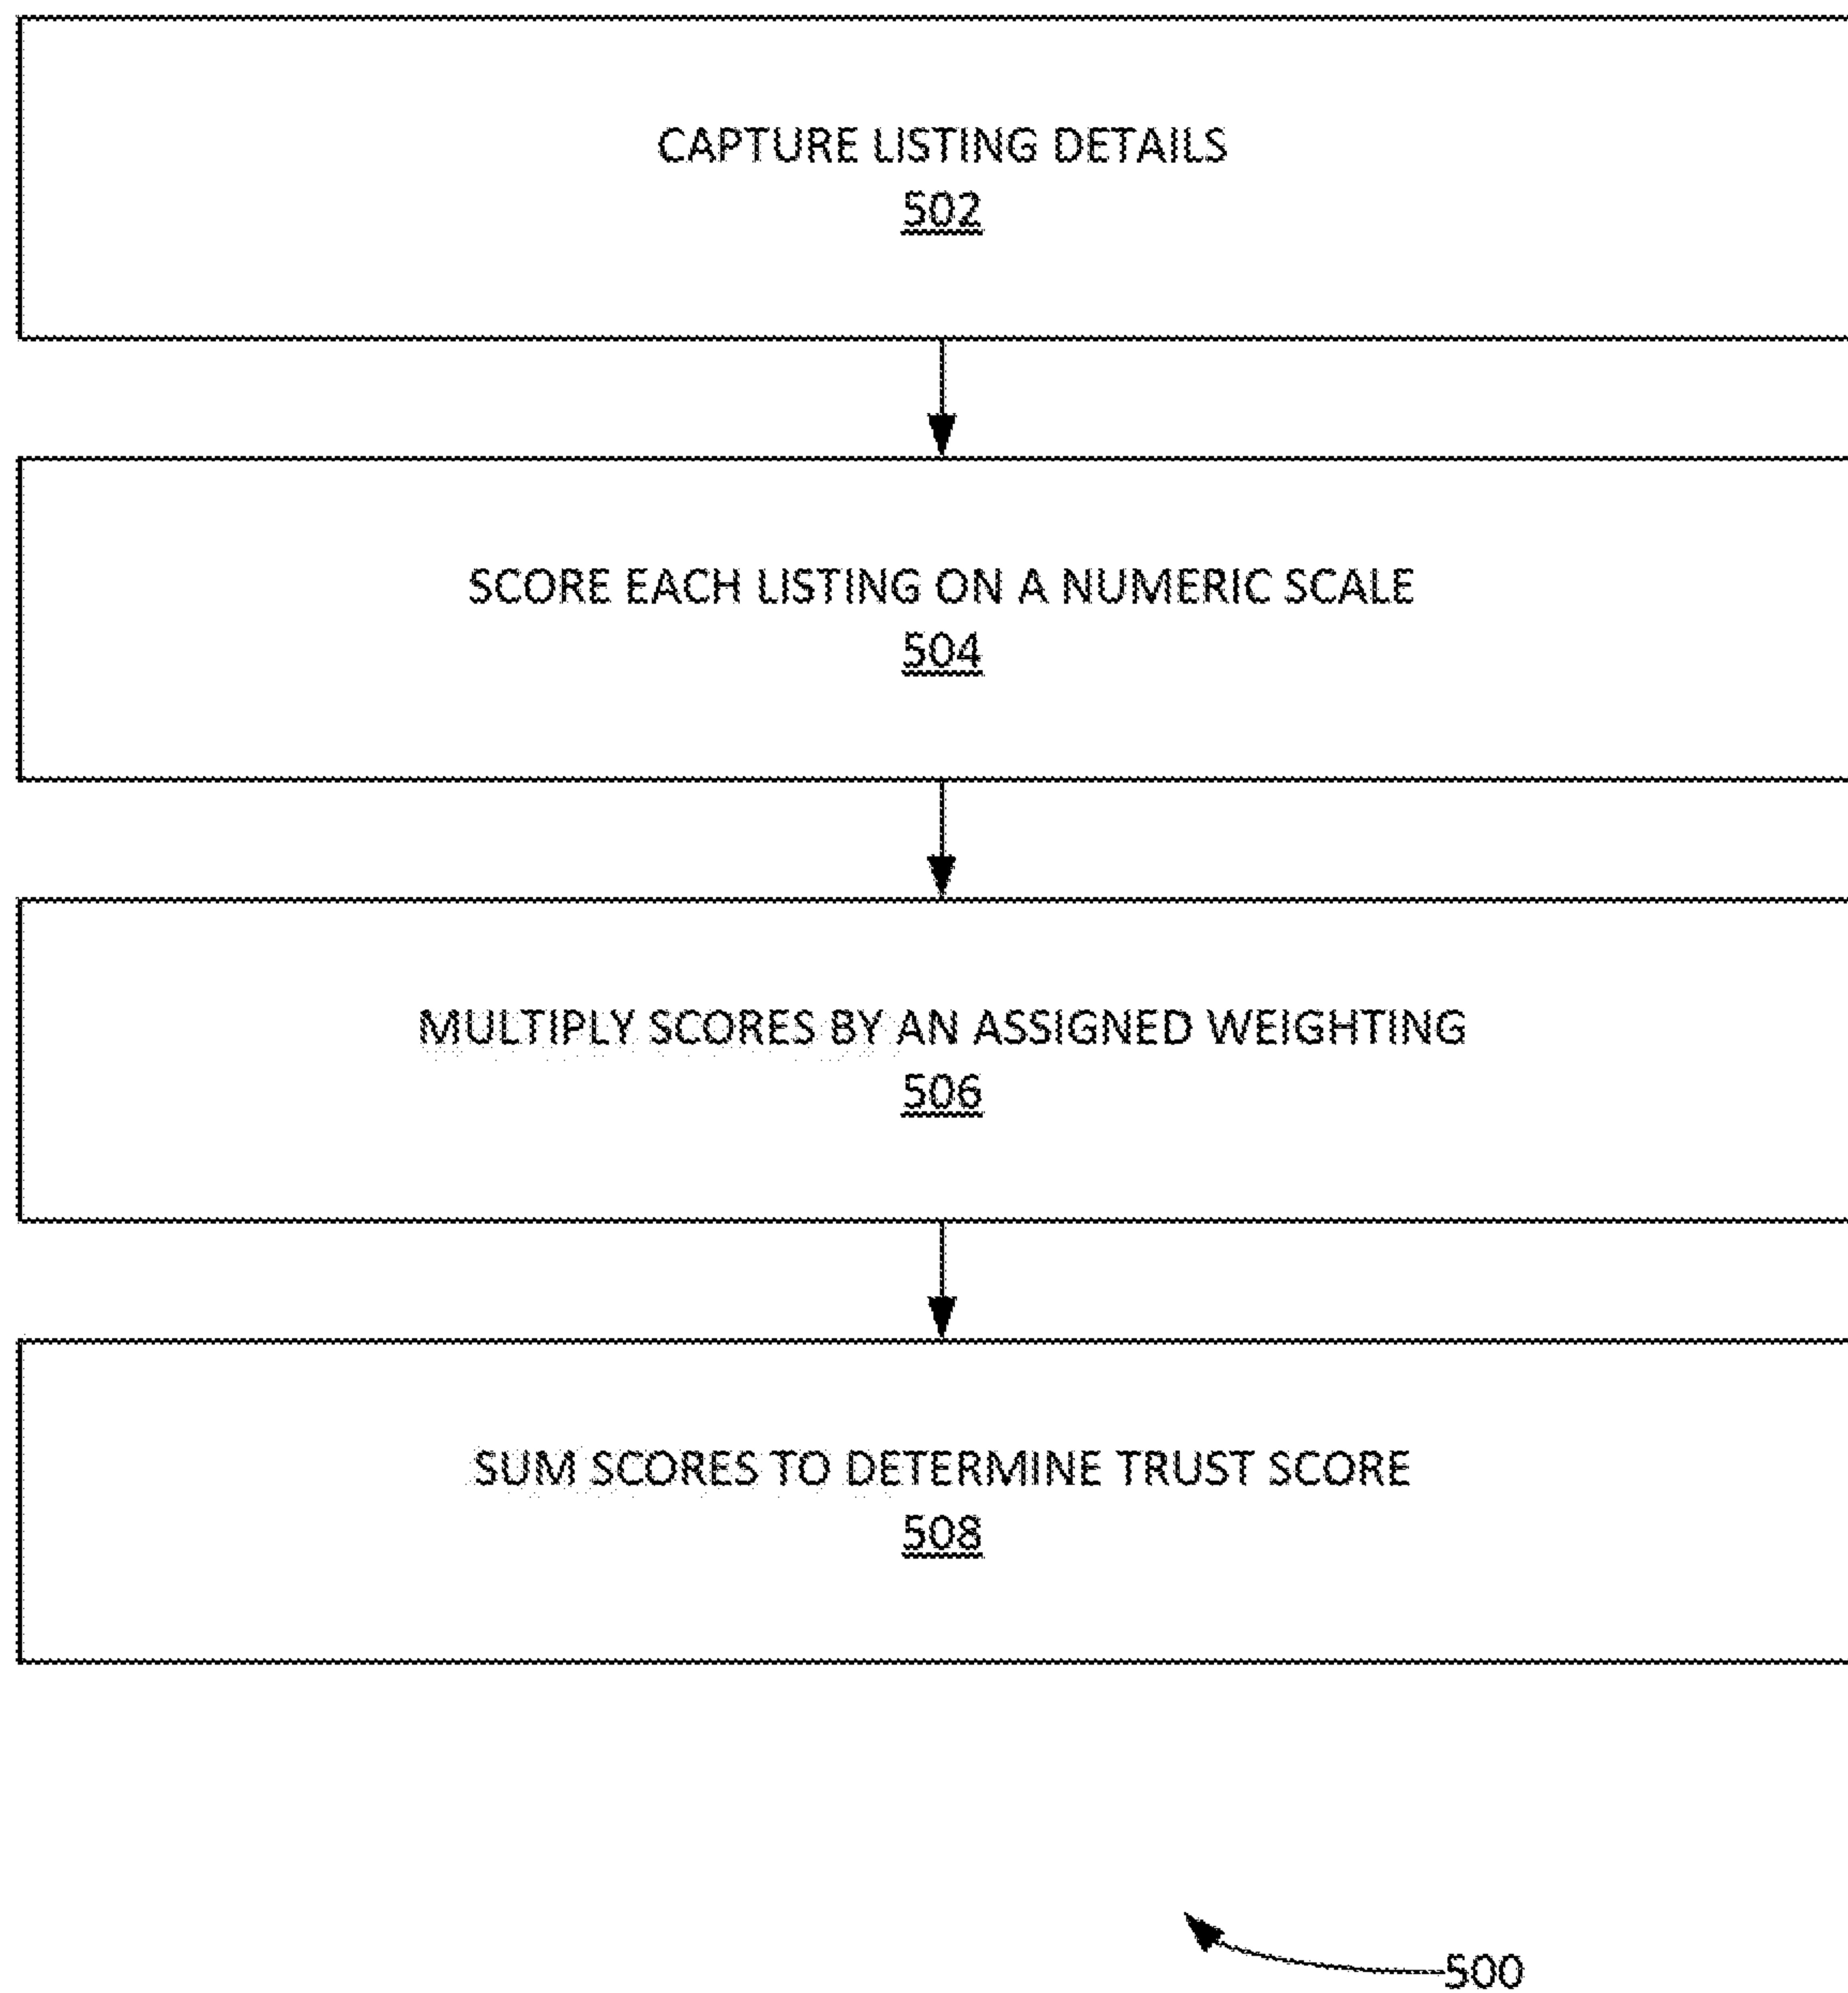 CAPTURE LISTING DETAILS
502
SCORE EACH LISTING ON A NUMERIC SCALE
504
MULTIPLY SCORES BY AN ASSIGNED WEIGHTING
506
SUM SCORES TO DETERMINE TRUST SCORE
508
500